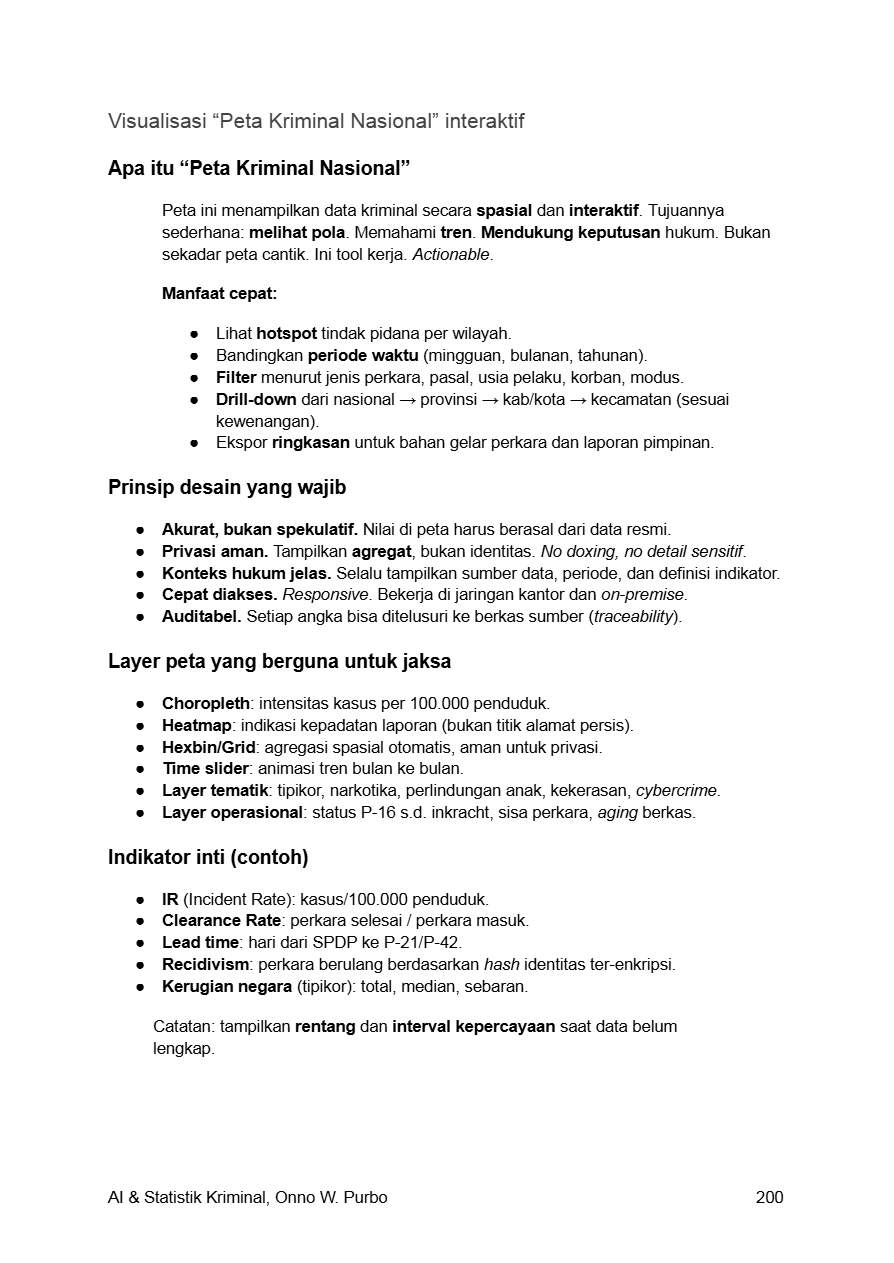 Visualisasi “Peta Kriminal Nasional” interaktif
Apa itu “Peta Kriminal Nasional”
Peta ini menampilkan data kriminal secara spasial dan interaktif. Tujuannya
sederhana: melihat pola. Memahami tren. Mendukung keputusan hukum. Bukan
sekadar peta cantik. Ini tool kerja. Actionable.
Manfaat cepat:
● Lihat hotspot tindak pidana per wilayah.
● Bandingkan periode waktu (mingguan, bulanan, tahunan).
● Filter menurut jenis perkara, pasal, usia pelaku, korban, modus.
● Drill-down dari nasional → provinsi → kab/kota → kecamatan (sesuai
kewenangan).
● Ekspor ringkasan untuk bahan gelar perkara dan laporan pimpinan.
Prinsip desain yang wajib
● Akurat, bukan spekulatif. Nilai di peta harus berasal dari data resmi.
● Privasi aman. Tampilkan agregat, bukan identitas. No doxing, no detail sensitif.
● Konteks hukum jelas. Selalu tampilkan sumber data, periode, dan definisi indikator.
● Cepat diakses. Responsive. Bekerja di jaringan kantor dan on-premise.
● Auditabel. Setiap angka bisa ditelusuri ke berkas sumber (traceability).
Layer peta yang berguna untuk jaksa
● Choropleth: intensitas kasus per 100.000 penduduk.
● Heatmap: indikasi kepadatan laporan (bukan titik alamat persis).
● Hexbin/Grid: agregasi spasial otomatis, aman untuk privasi.
● Time slider: animasi tren bulan ke bulan.
● Layer tematik: tipikor, narkotika, perlindungan anak, kekerasan, cybercrime.
● Layer operasional: status P-16 s.d. inkracht, sisa perkara, aging berkas.
Indikator inti (contoh)
● IR (Incident Rate): kasus/100.000 penduduk.
● Clearance Rate: perkara selesai / perkara masuk.
● Lead time: hari dari SPDP ke P-21/P-42.
● Recidivism: perkara berulang berdasarkan hash identitas ter-enkripsi.
● Kerugian negara (tipikor): total, median, sebaran.
Catatan: tampilkan rentang dan interval kepercayaan saat data belum
lengkap.
AI & Statistik Kriminal, Onno W. Purbo 200